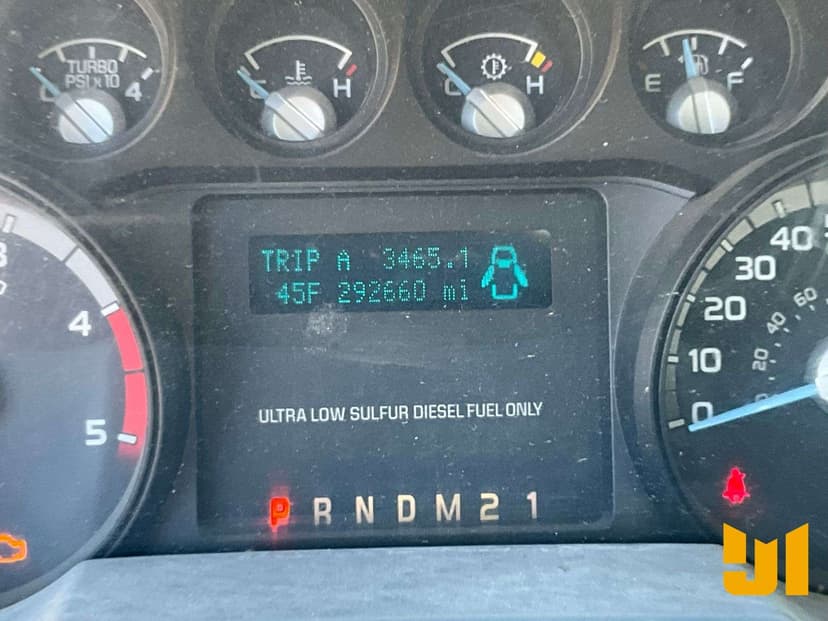 TURBO
PSI x 10
4
H
H
E F
TRIP A 3465.1
45F 292660 mi
ULTRA LOW SULFUR DIESEL FUEL ONLY
P R N D M 2 1
4
5
40
30
20
10
0
60
40
20